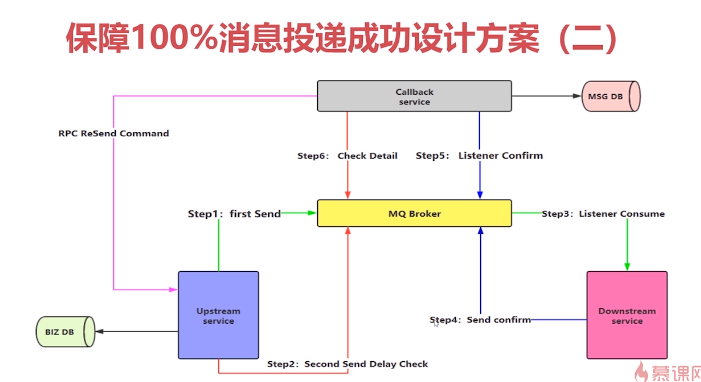 保障100%消息投递成功设计方案（二）
Callback
service
MSG DB
RPC ReSend Command
Step6： Check Detail
Step5： Listener Confirm
Step1：first Send
MQ Broker
Step3：Listener Consume
Upstream
service
Downstream
service
BIZ DB
Step4：Send confirm
Step2：Second Send Delay Check
慕课网